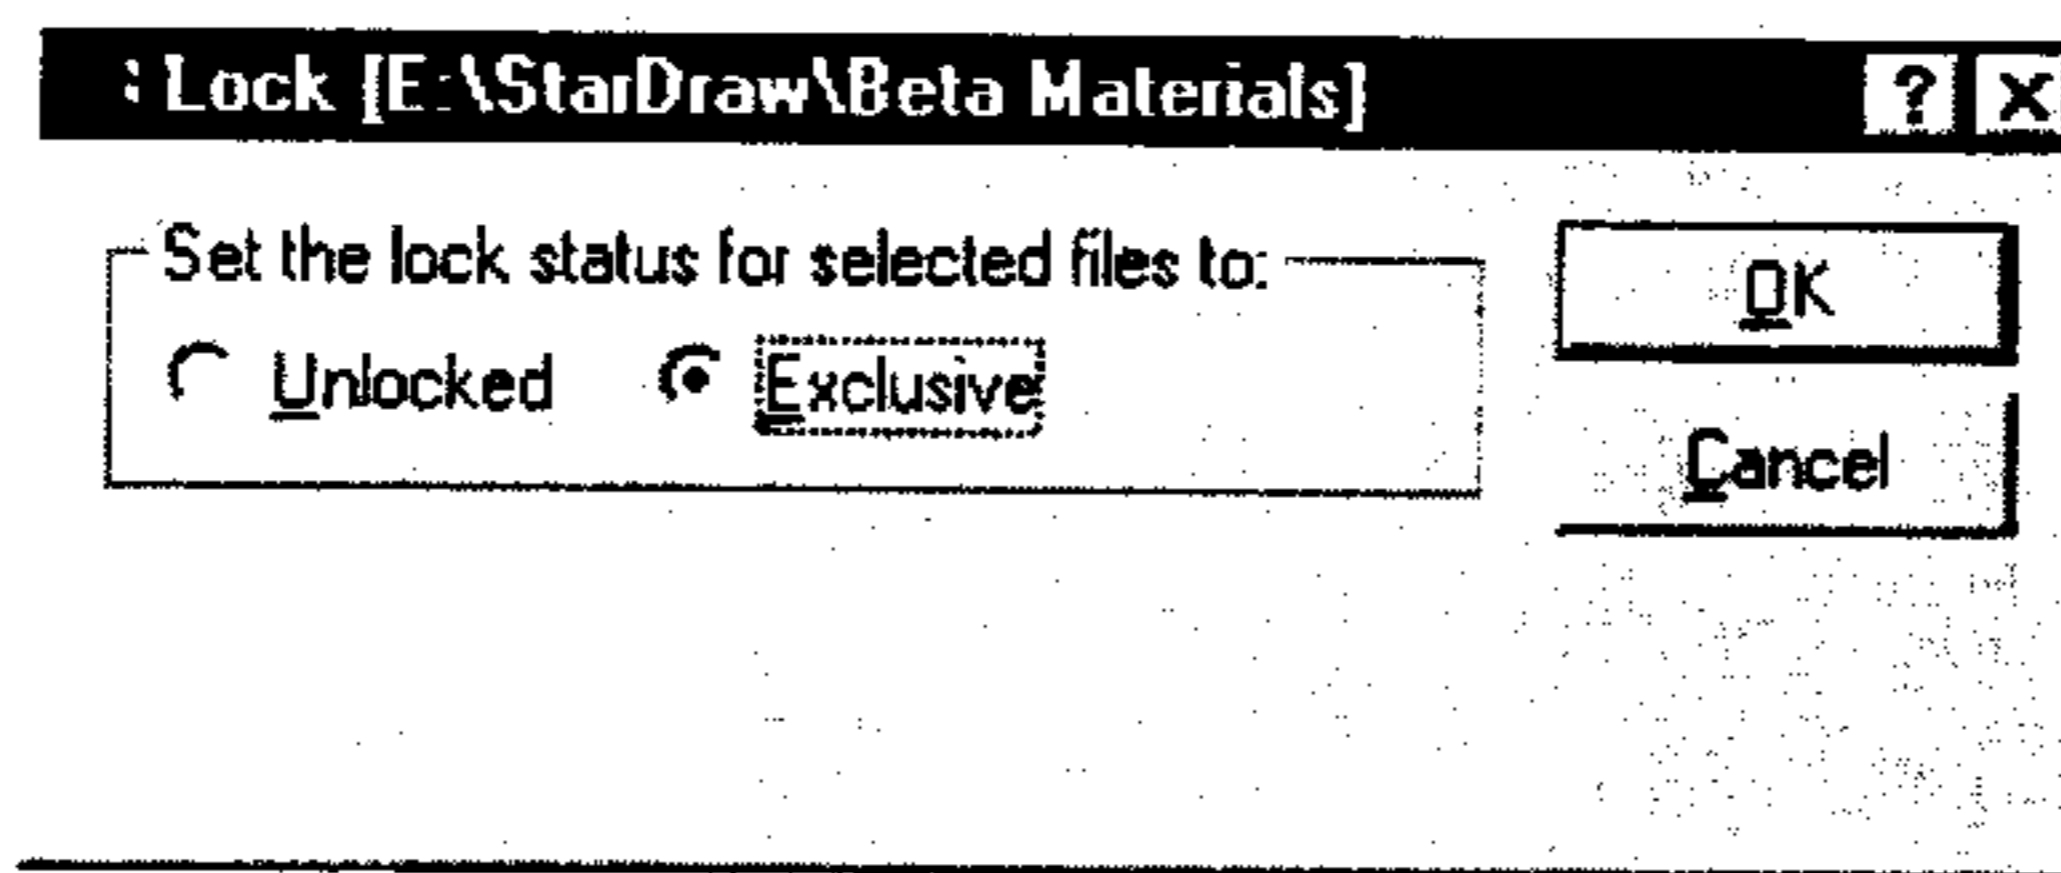 : Lock [E:\StarDraw\Beta Materials] ? X
Set the lock status for selected files to:
Unlocked Exclusive
OK
Cancel